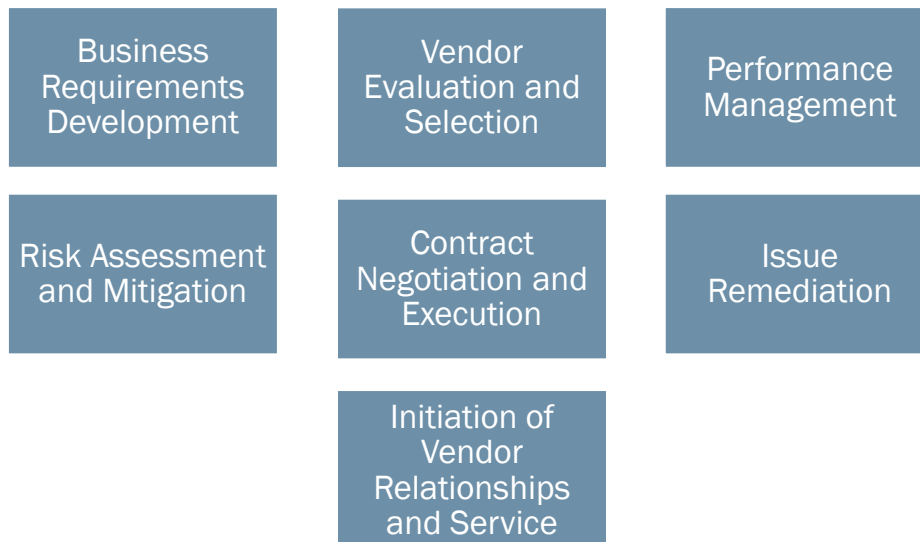 Business
Requirements
Development
Vendor
Evaluation and
Selection
Performance
Management
Risk Assessment
and Mitigation
Contract
Negotiation and
Execution
Issue
Remediation
Initiation of
Vendor
Relationships
and Service